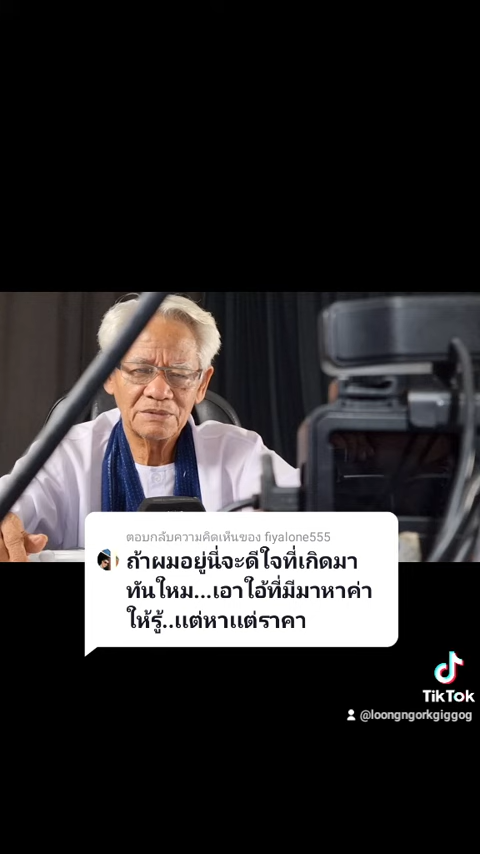 ตอบกลับความคิดเห็นของ fiyalone555
ถ้าผมอยู่นี่จะดีใจที่เกิดมา
ทันใหม...เอาใอ้ที่มีมาหาค่า
ให้รู้..แต่หาแต่ราคา
TikTok
@loongngorkgiggog